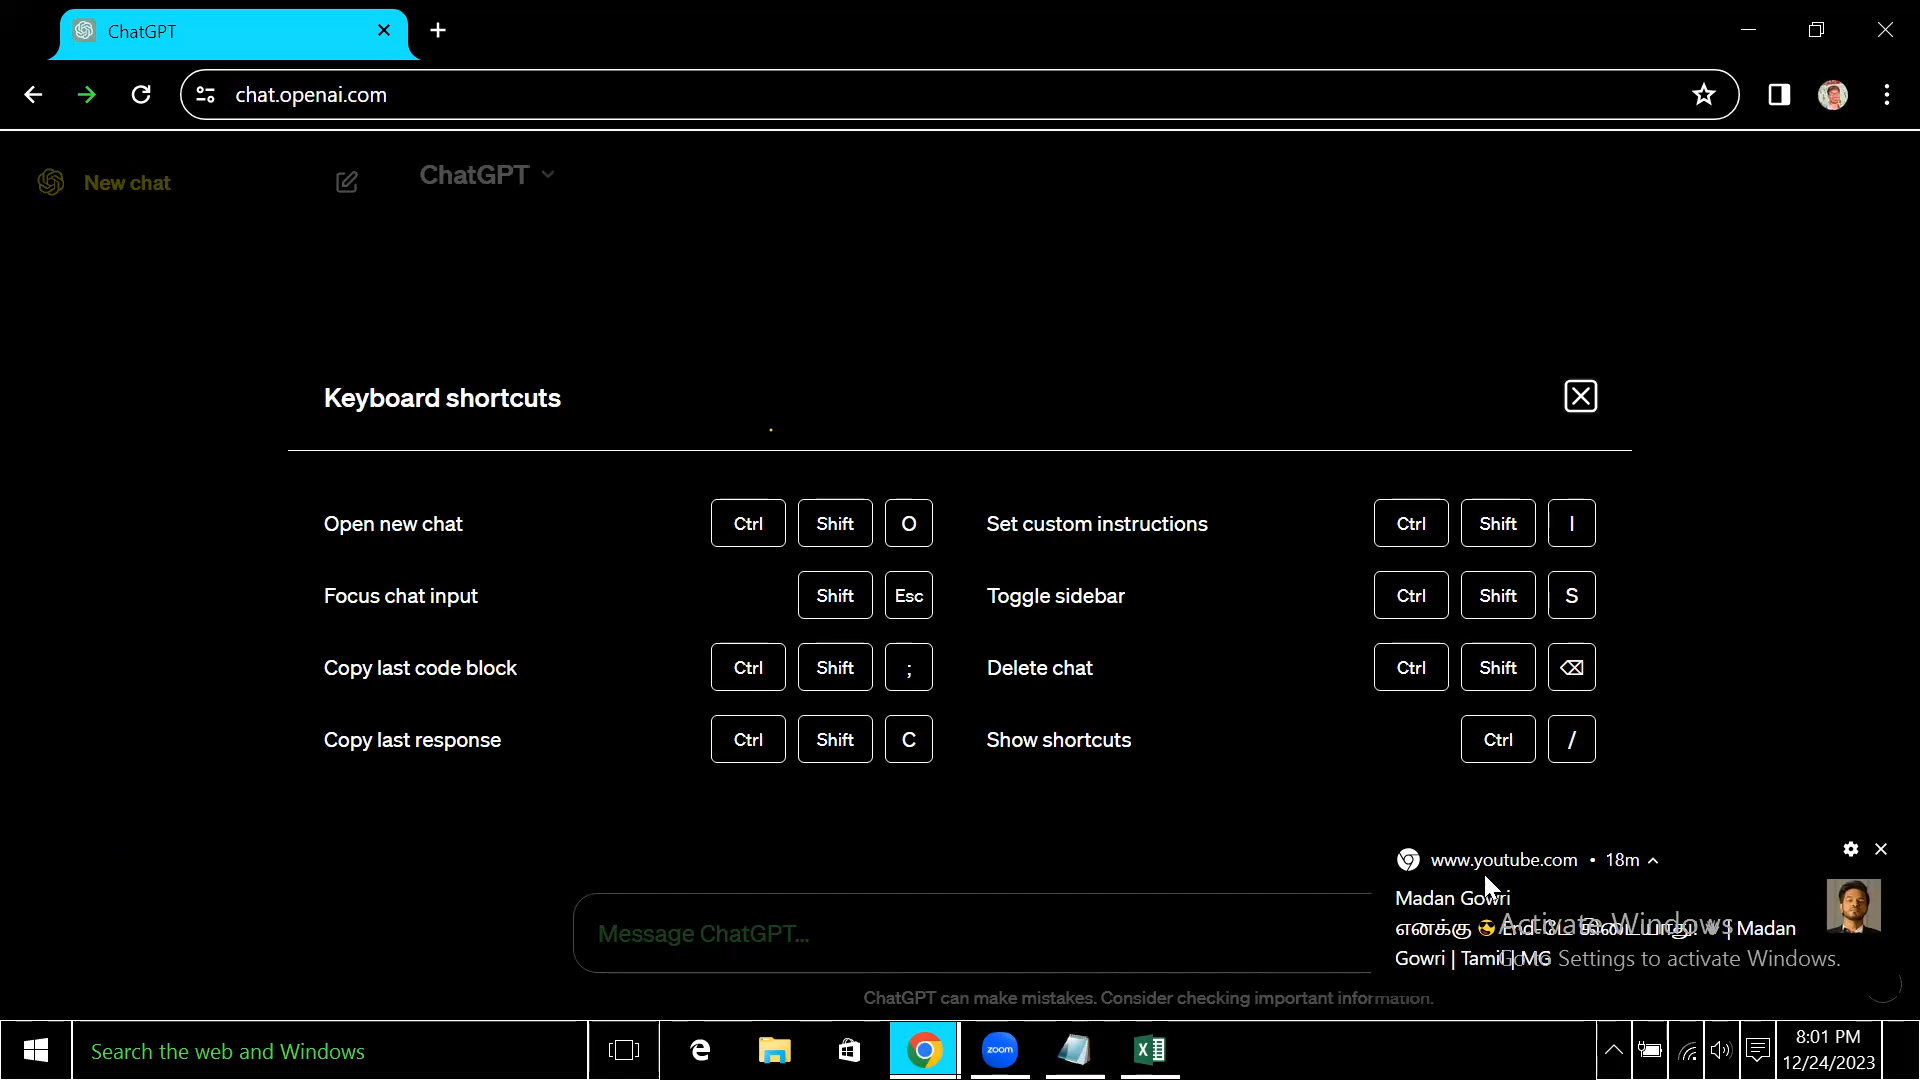 ChatGPT
chat.openai.com
New chat
ChatGPT
Keyboard shortcuts
Open new chat Ctrl Shift O
Set custom instructions Ctrl Shift I
Focus chat input Shift Esc
Toggle sidebar Ctrl Shift S
Copy last code block Ctrl Shift ;
Delete chat Ctrl Shift ⌫
Copy last response Ctrl Shift C
Show shortcuts Ctrl /
www.youtube.com • 18m
Madan Gowri
எனக்கு 😎 End-ஏ கிடையாது! | Madan
Gowri | Tamil | MG
Activate Windows
Go to Settings to activate Windows.
Message ChatGPT...
ChatGPT can make mistakes. Consider checking important information.
Search the web and Windows
zoom
8:01 PM
12/24/2023